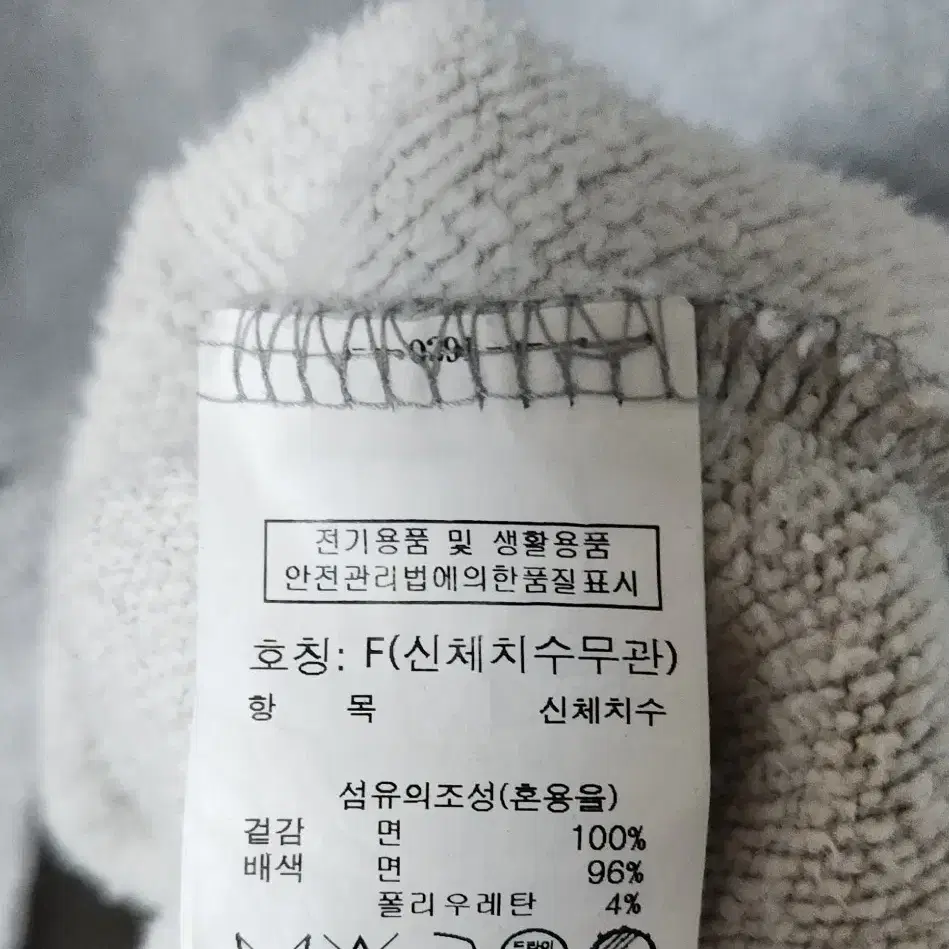 전기용품 및 생활용품
안전관리법에의한품질표시
호칭: F(신체치수무관)
항 목 신체치수
섬유의조성(혼용율)
겉감 면 100%
배색 면 96%
폴리우레탄 4%